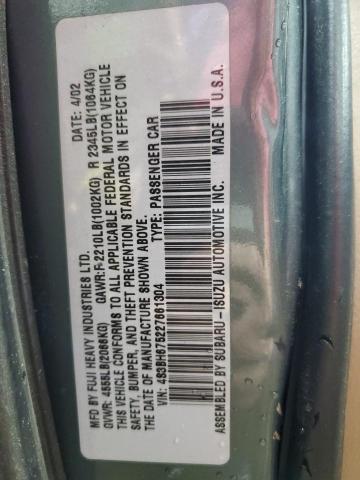 MFD BY FUJI HEAVY INDUSTRIES LTD. DATE: 4/02
GVWR: 4555LB(2066KG) GAWR:F 2210LB(1002KG) R 2345LB(1064KG)
THIS VEHICLE CONFORMS TO ALL APPLICABLE FEDERAL MOTOR VEHICLE
SAFETY, BUMPER, AND THEFT PREVENTION STANDARDS IN EFFECT ON
THE DATE OF MANUFACTURE SHOWN ABOVE.
VIN: 4S3BH675227661304 TYPE: PASSENGER CAR
ASSEMBLED BY SUBARU-ISUZU AUTOMOTIVE INC. MADE IN U.S.A.